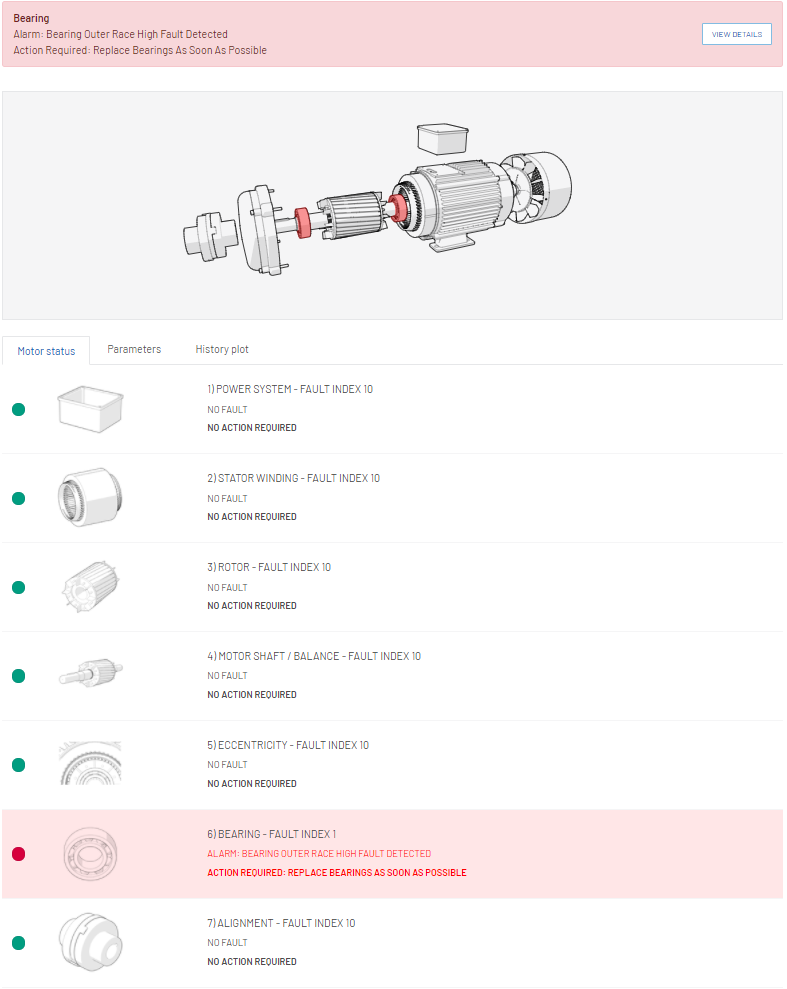 Bearing
Alarm: Bearing Outer Race High Fault Detected
Action Required: Replace Bearings As Soon As Possible
VIEW DETAILS
Motor status
Parameters
History plot
1) POWER SYSTEM - FAULT INDEX 10
NO FAULT
NO ACTION REQUIRED
2) STATOR WINDING - FAULT INDEX 10
NO FAULT
NO ACTION REQUIRED
3) ROTOR - FAULT INDEX 10
NO FAULT
NO ACTION REQUIRED
4) MOTOR SHAFT / BALANCE - FAULT INDEX 10
NO FAULT
NO ACTION REQUIRED
5) ECCENTRICITY - FAULT INDEX 10
NO FAULT
NO ACTION REQUIRED
6) BEARING - FAULT INDEX 1
ALARM: BEARING OUTER RACE HIGH FAULT DETECTED
ACTION REQUIRED: REPLACE BEARINGS AS SOON AS POSSIBLE
7) ALIGNMENT - FAULT INDEX 10
NO FAULT
NO ACTION REQUIRED